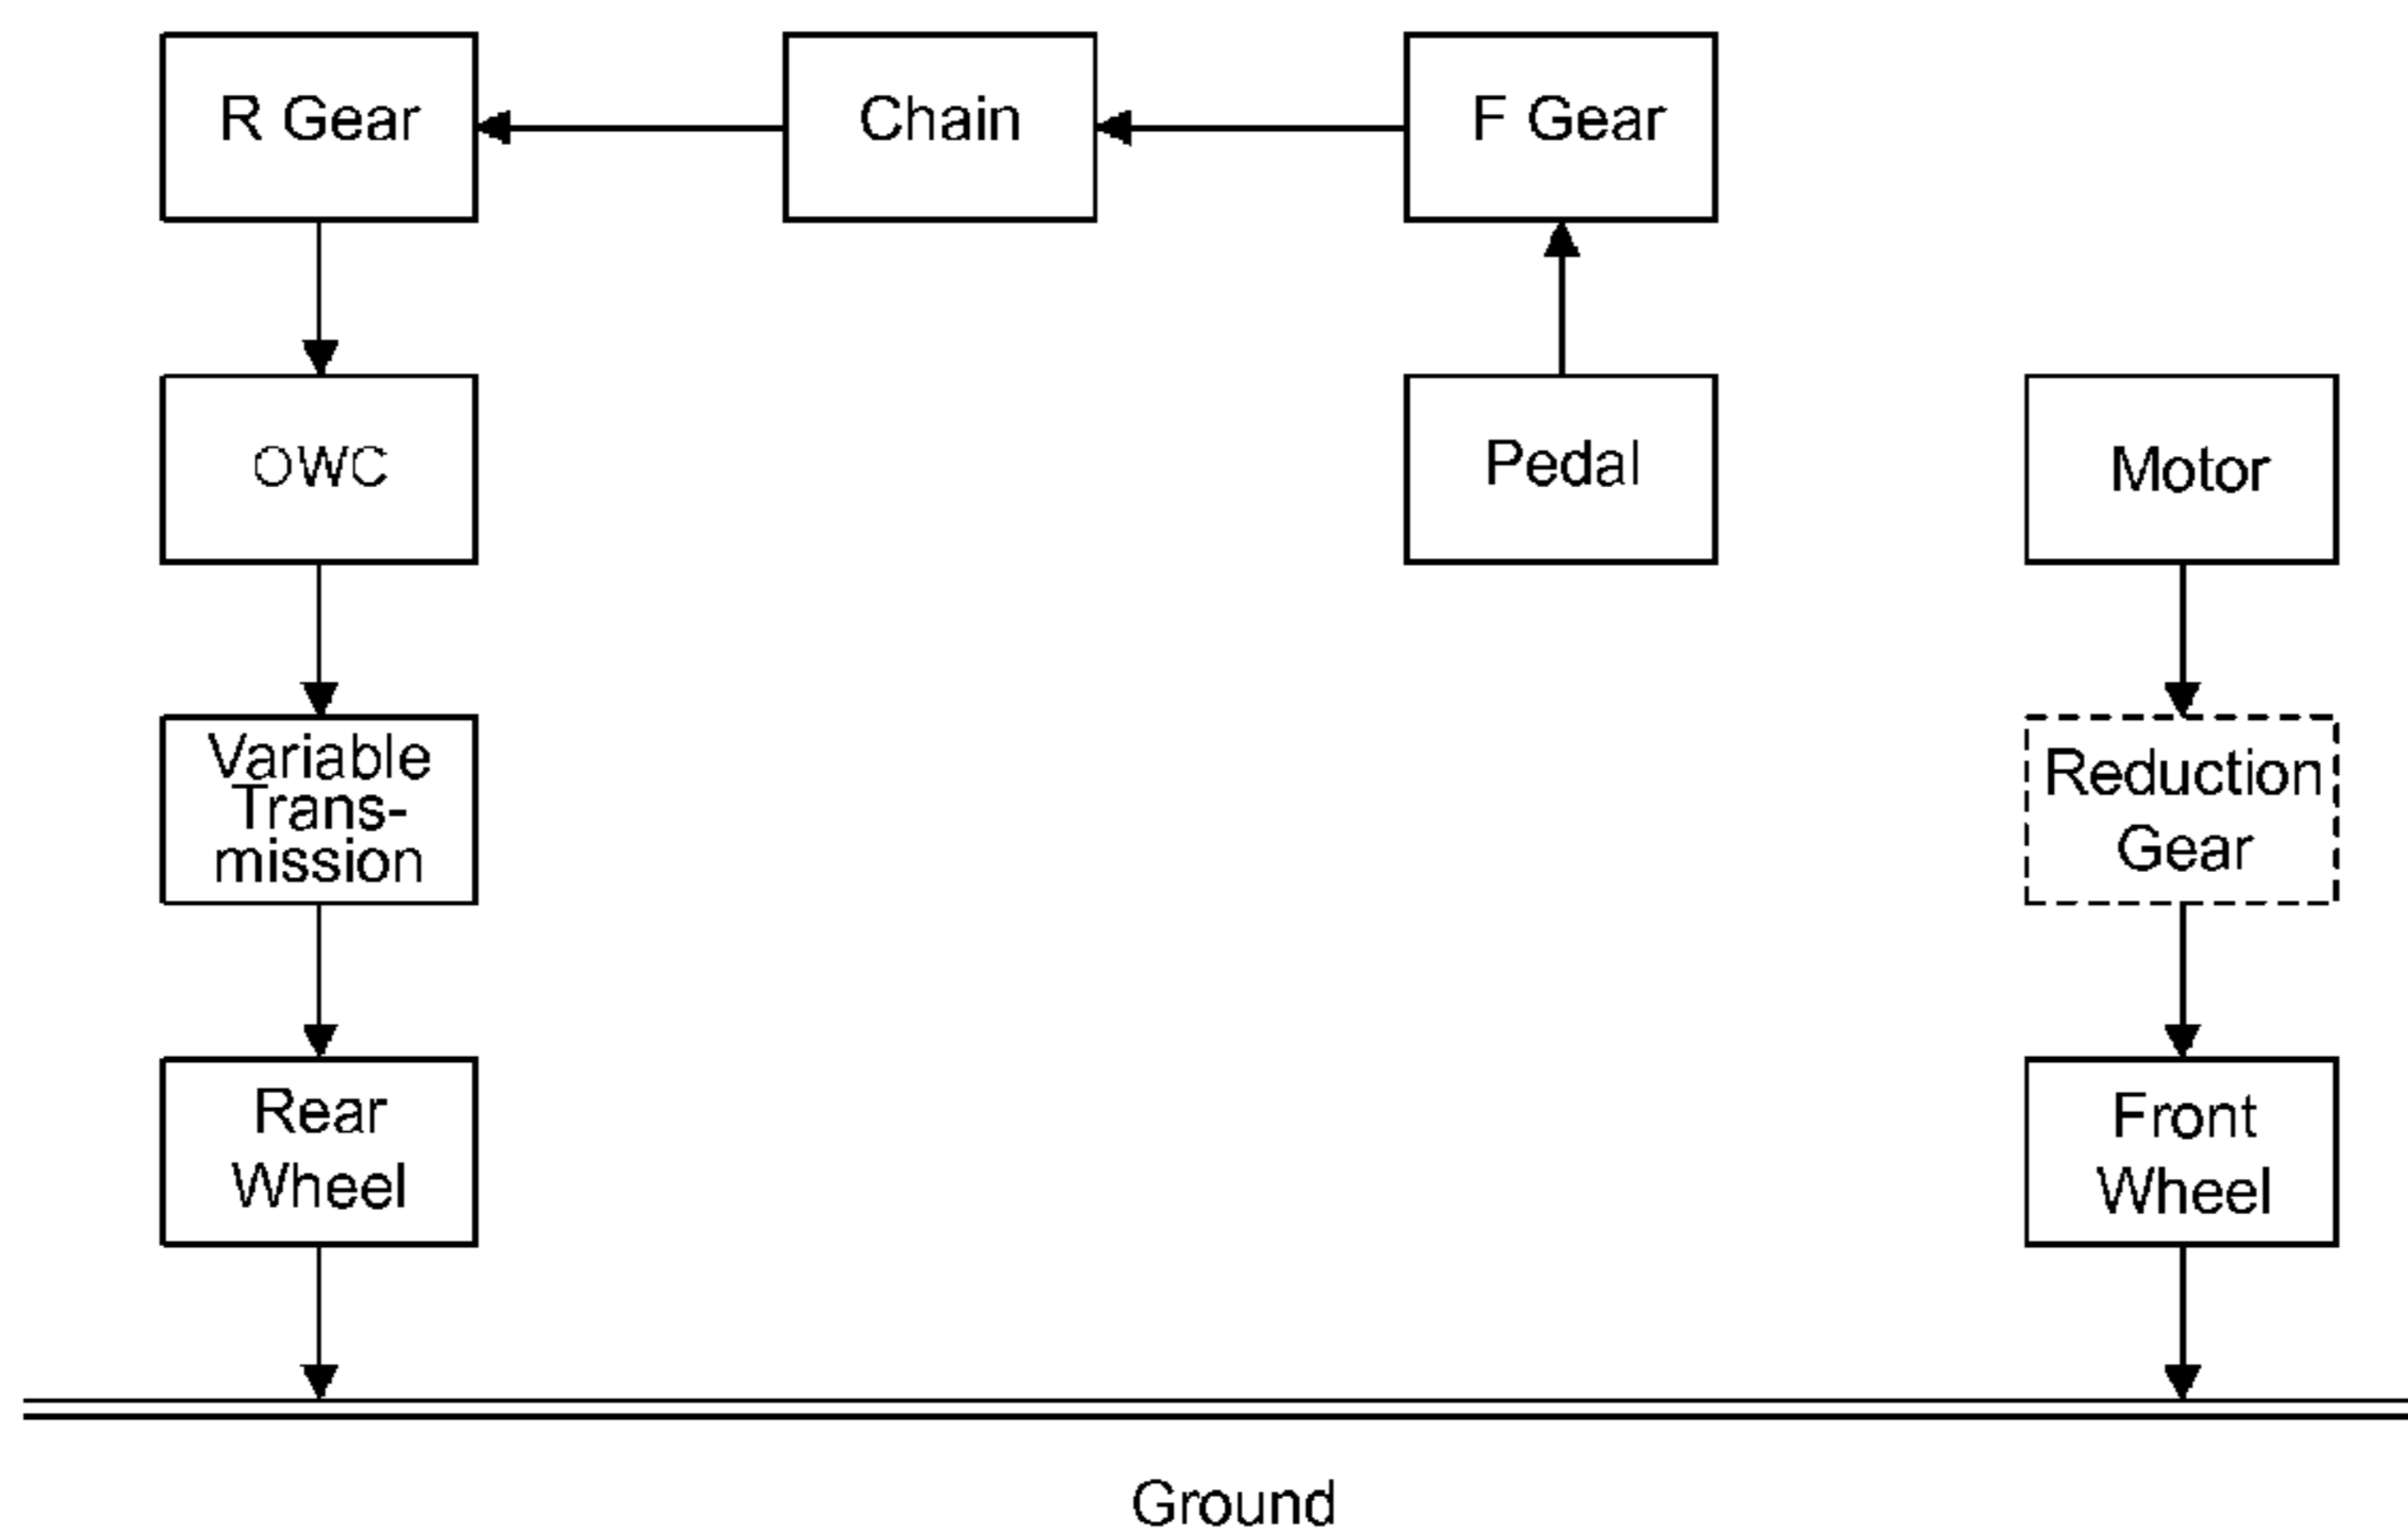 R Gear
Chain
F Gear
OWC
Pedal
Motor
Variable
Trans-
mission
Reduction
Gear
Rear
Wheel
Front
Wheel
Ground